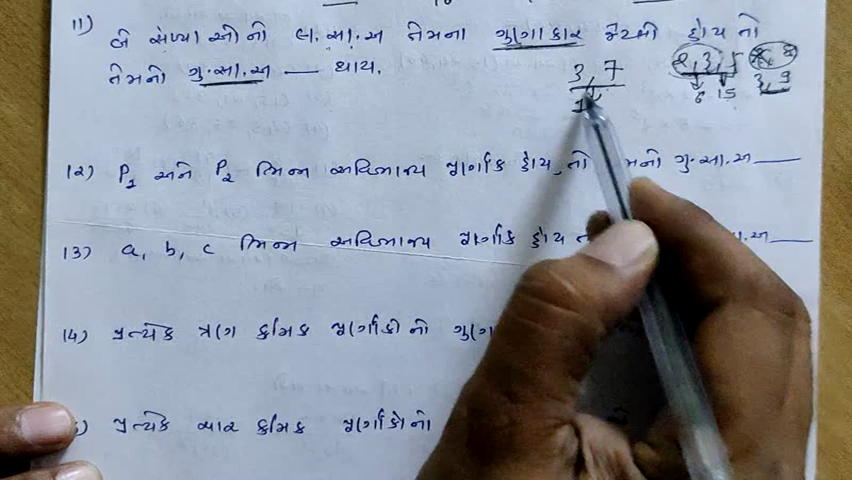 11) બે સંખ્યાઓનો લ.સા.અ તેમના ગુણાકાર જેટલો હોય તો
તેમનો ગુ.સા.અ — થાય.
3, 7
2, 3, 5
6 15
3, 9
12) P1 અને P2 ભિન્ન અવિભાજ્ય પૂર્ણાંક હોય, તો ગુ.સા.અ —
13) a, b, c ભિન્ન અવિભાજ્ય પૂર્ણાંક હોય
14) પ્રત્યેક ત્રણ ક્રમિક પૂર્ણાંકોનો
પ્રત્યેક ચાર ક્રમિક પૂર્ણાંકોનો